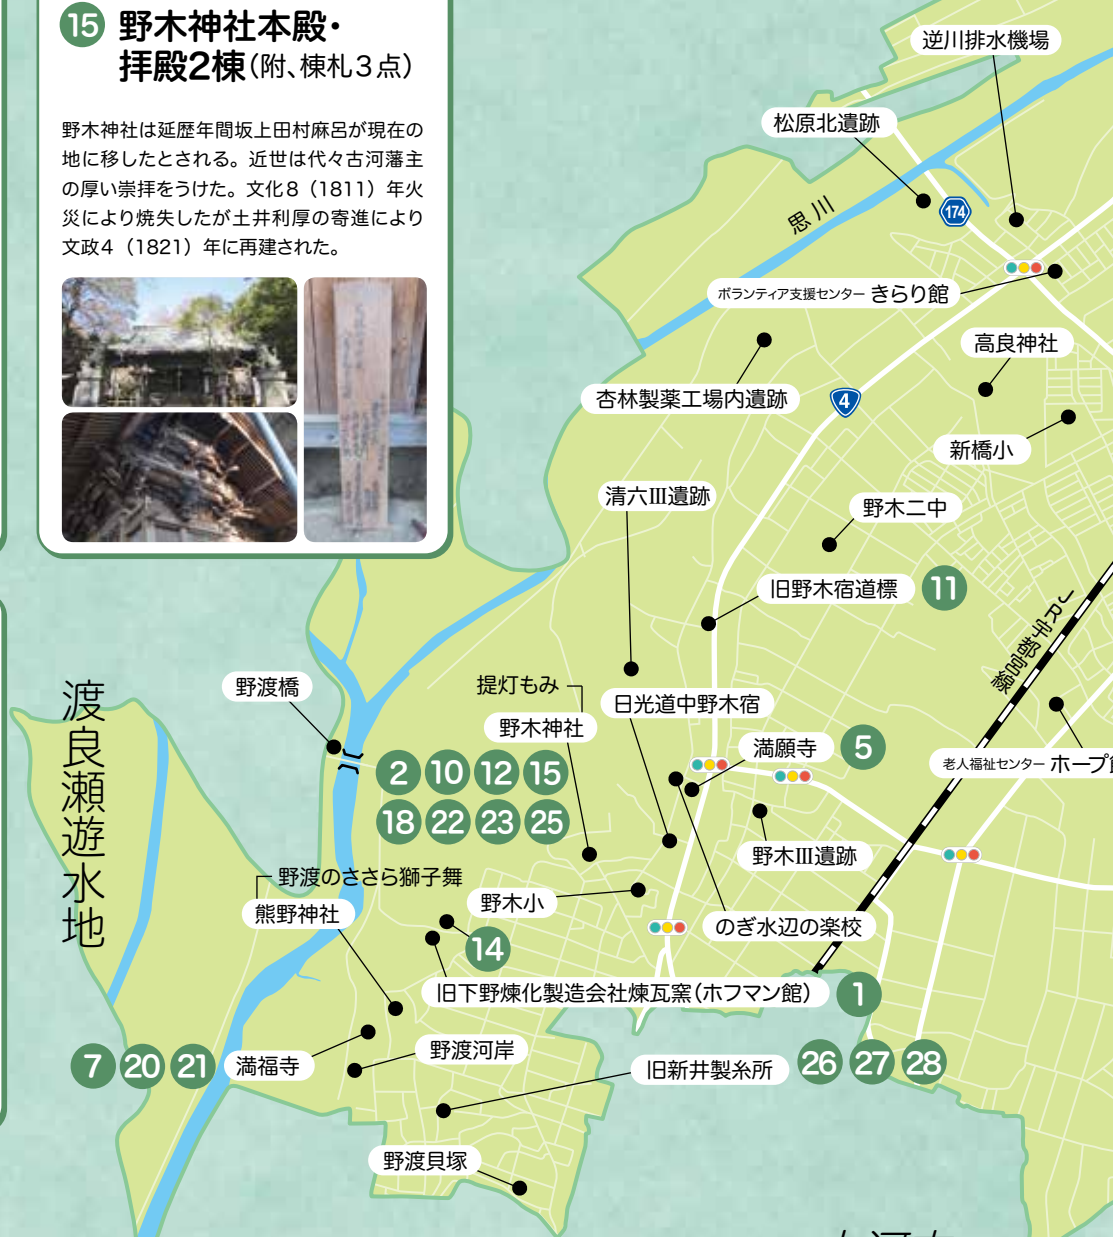 15 野木神社本殿・
拝殿2棟(附、棟札3点)
野木神社は延歴年間坂上田村麻呂が現在の
地に移したとされる。近世は代々古河藩主
の厚い崇拝をうけた。文化8（1811）年火
災により焼失したが土井利厚の寄進により
文政4（1821）年に再建された。
逆川排水機場
松原北遺跡
174
思川
ボランティア支援センター きらり館
高良神社
杏林製薬工場内遺跡
4
新橋小
清六Ⅲ遺跡
野木二中
旧野木宿道標 11
JR宇都宮線
渡良瀬遊水地
野渡橋
提灯もみ
野木神社
日光道中野木宿
満願寺 5
老人福祉センター ホープ館
2 10 12 15
18 22 23 25
野木Ⅲ遺跡
野渡のささら獅子舞
熊野神社
野木小
のぎ水辺の楽校
14
旧下野煉化製造会社煉瓦窯(ホフマン館) 1
7 20 21 満福寺
野渡河岸
旧新井製糸所 26 27 28
野渡貝塚